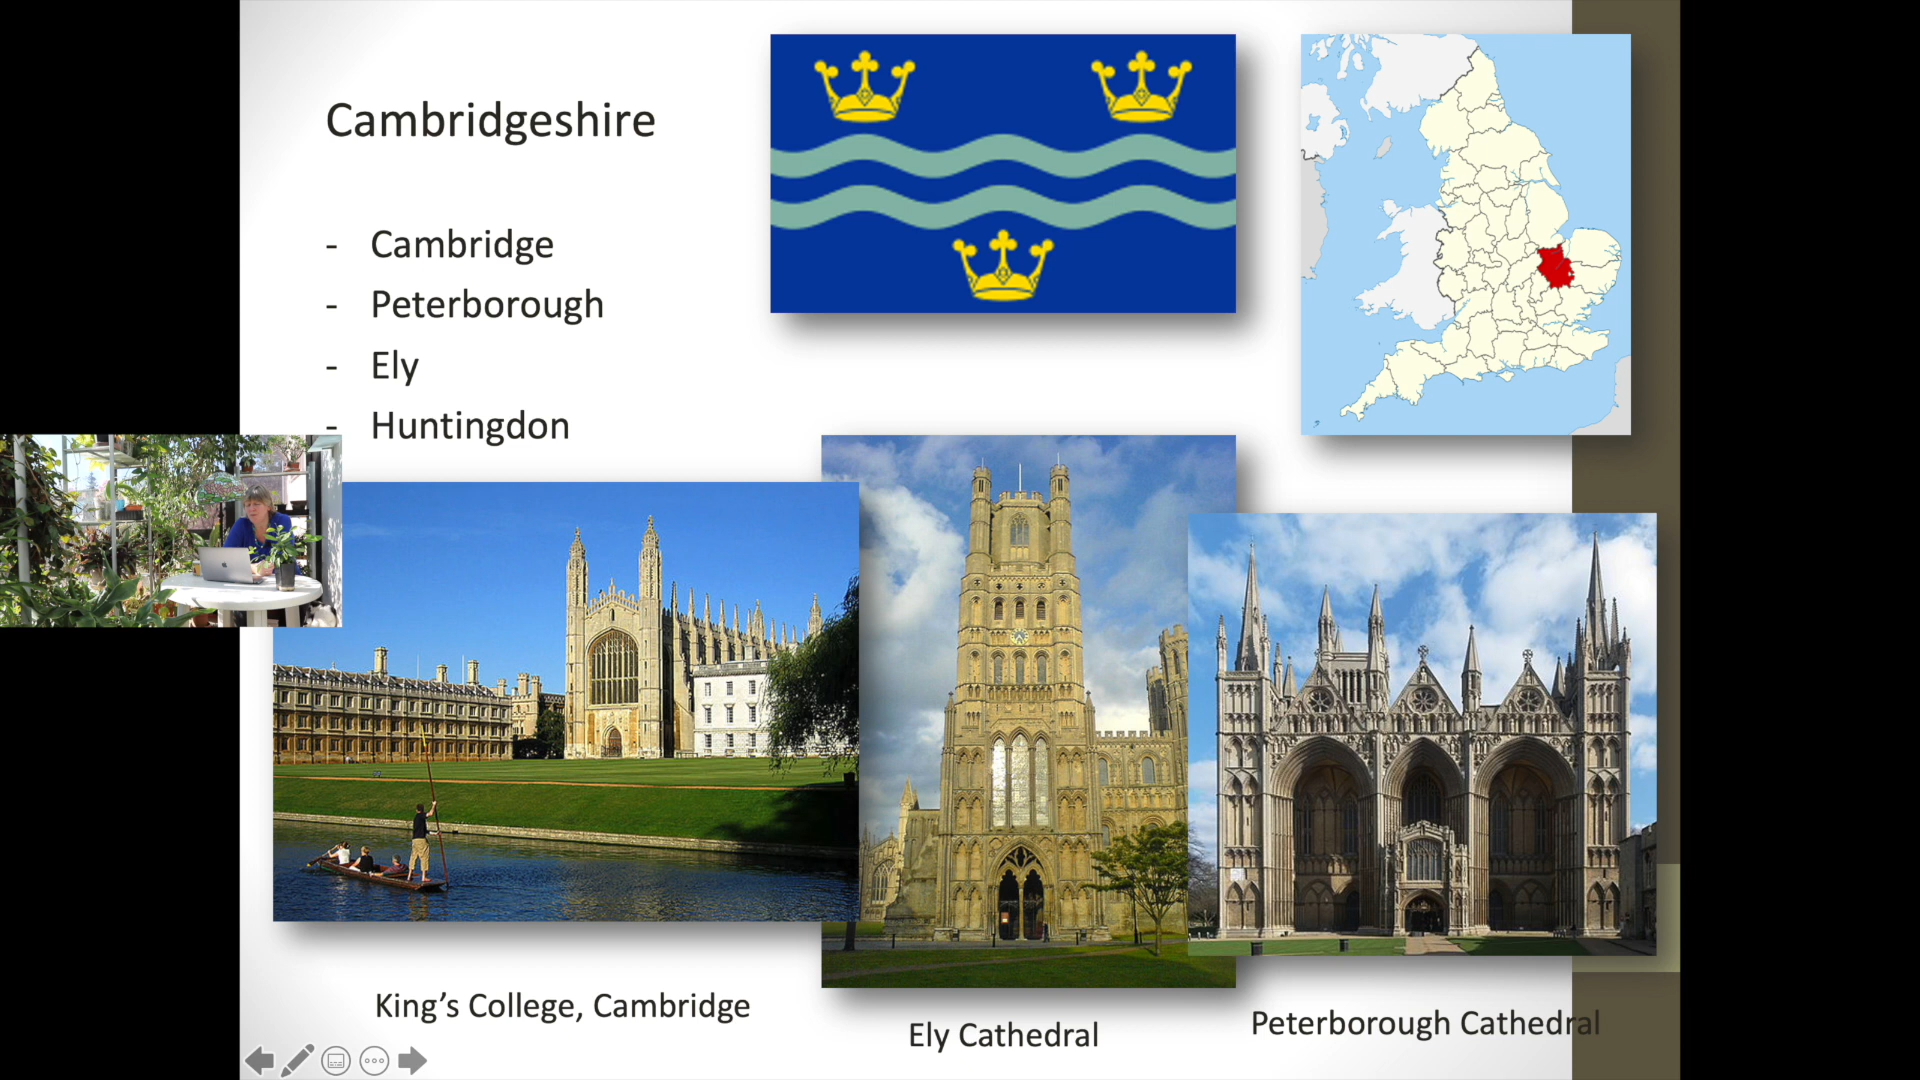 Cambridgeshire
- Cambridge
- Peterborough
- Ely
- Huntingdon
King's College, Cambridge
Ely Cathedral
Peterborough Cathedral